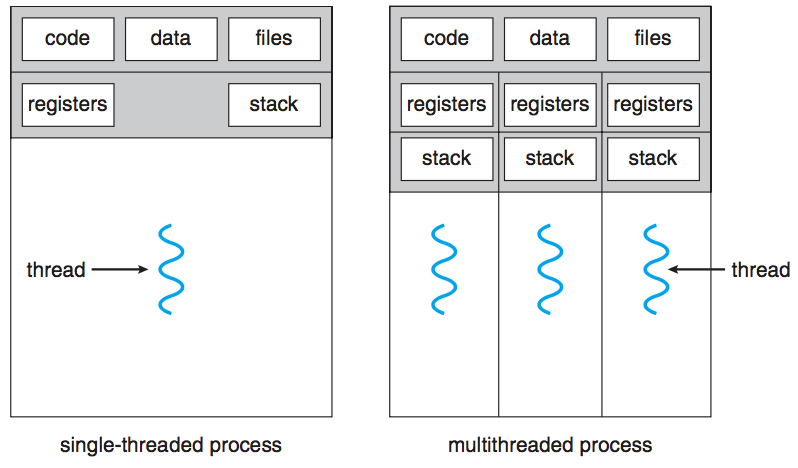 code data files
registers stack
thread
single-threaded process
code data files
registers registers registers
stack stack stack
thread
multithreaded process